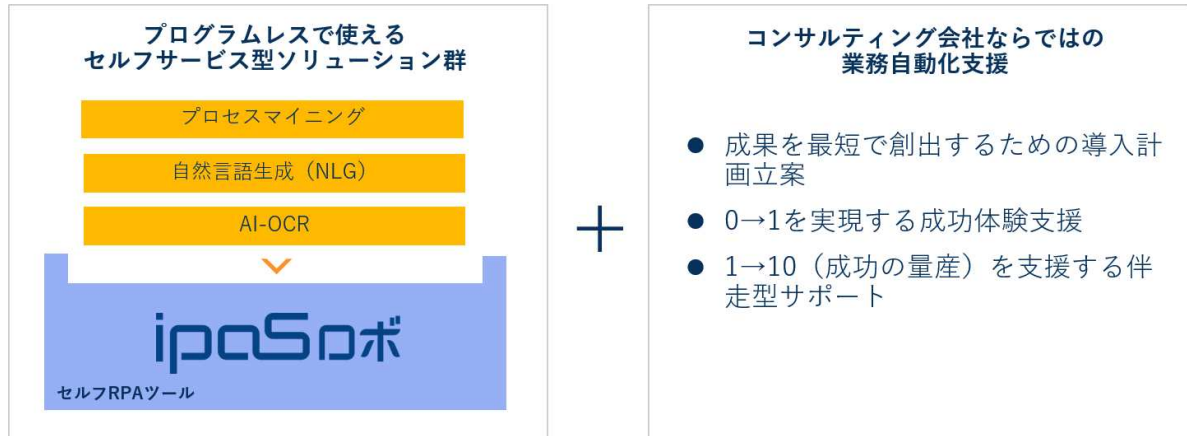 プログラムレスで使える
セルフサービス型ソリューション群
プロセスマイニング
自然言語生成（NLG）
AI-OCR
ipaSロボ
セルフRPAツール
+
コンサルティング会社ならではの
業務自動化支援
● 成果を最短で創出するための導入計
画立案
● 0→1を実現する成功体験支援
● 1→10（成功の量産）を支援する伴
走型サポート